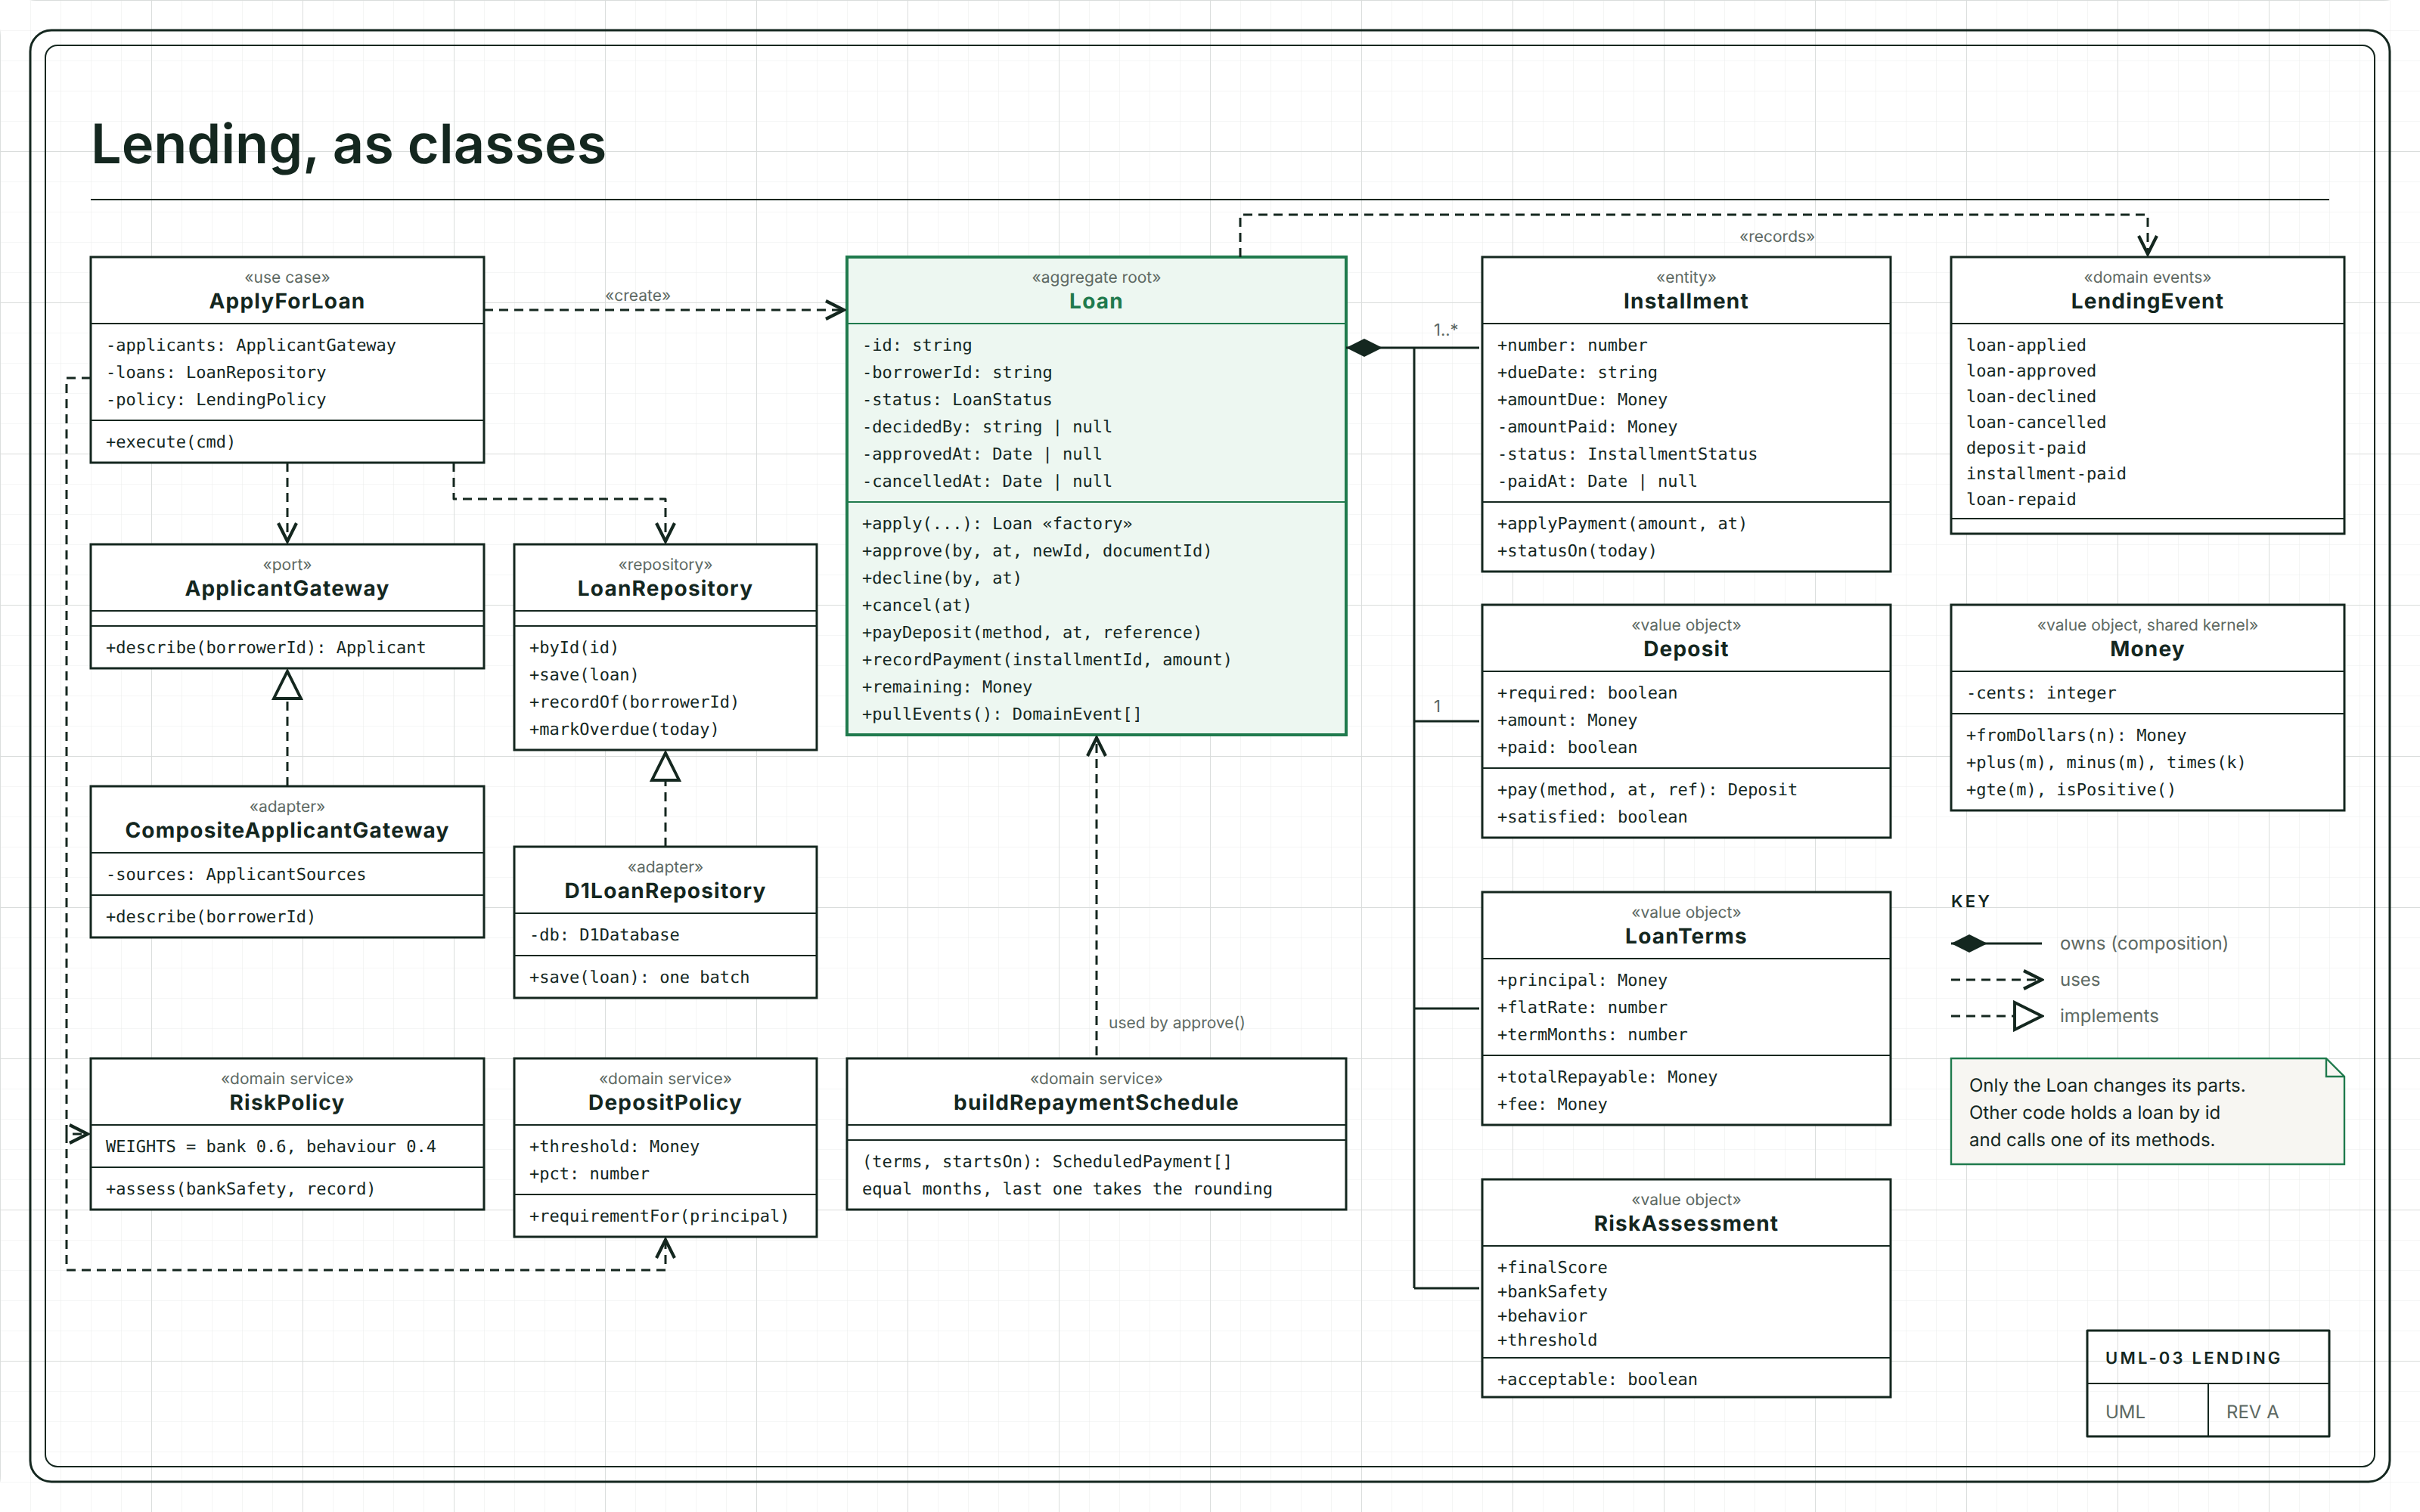 Lending, as classes
«records»
«use case»
ApplyForLoan
-applicants: ApplicantGateway
-loans: LoanRepository
-policy: LendingPolicy
+execute(cmd)
«create»
«aggregate root»
Loan
-id: string
-borrowerId: string
-status: LoanStatus
-decidedBy: string | null
-approvedAt: Date | null
-cancelledAt: Date | null
+apply(...): Loan «factory»
+approve(by, at, newId, documentId)
+decline(by, at)
+cancel(at)
+payDeposit(method, at, reference)
+recordPayment(installmentId, amount)
+remaining: Money
+pullEvents(): DomainEvent[]
1..*
«entity»
Installment
+number: number
+dueDate: string
+amountDue: Money
-amountPaid: Money
-status: InstallmentStatus
-paidAt: Date | null
+applyPayment(amount, at)
+statusOn(today)
«domain events»
LendingEvent
loan-applied
loan-approved
loan-declined
loan-cancelled
deposit-paid
installment-paid
loan-repaid
«port»
ApplicantGateway
+describe(borrowerId): Applicant
«repository»
LoanRepository
+byId(id)
+save(loan)
+recordOf(borrowerId)
+markOverdue(today)
1
«value object»
Deposit
+required: boolean
+amount: Money
+paid: boolean
+pay(method, at, ref): Deposit
+satisfied: boolean
«value object, shared kernel»
Money
-cents: integer
+fromDollars(n): Money
+plus(m), minus(m), times(k)
+gte(m), isPositive()
«adapter»
CompositeApplicantGateway
-sources: ApplicantSources
+describe(borrowerId)
«adapter»
D1LoanRepository
-db: D1Database
+save(loan): one batch
used by approve()
«value object»
LoanTerms
+principal: Money
+flatRate: number
+termMonths: number
+totalRepayable: Money
+fee: Money
KEY
owns (composition)
uses
implements
«domain service»
RiskPolicy
WEIGHTS = bank 0.6, behaviour 0.4
+assess(bankSafety, record)
«domain service»
DepositPolicy
+threshold: Money
+pct: number
+requirementFor(principal)
«domain service»
buildRepaymentSchedule
(terms, startsOn): ScheduledPayment[]
equal months, last one takes the rounding
Only the Loan changes its parts.
Other code holds a loan by id
and calls one of its methods.
«value object»
RiskAssessment
+finalScore
+bankSafety
+behavior
+threshold
+acceptable: boolean
UML-03 LENDING
UML
REV A